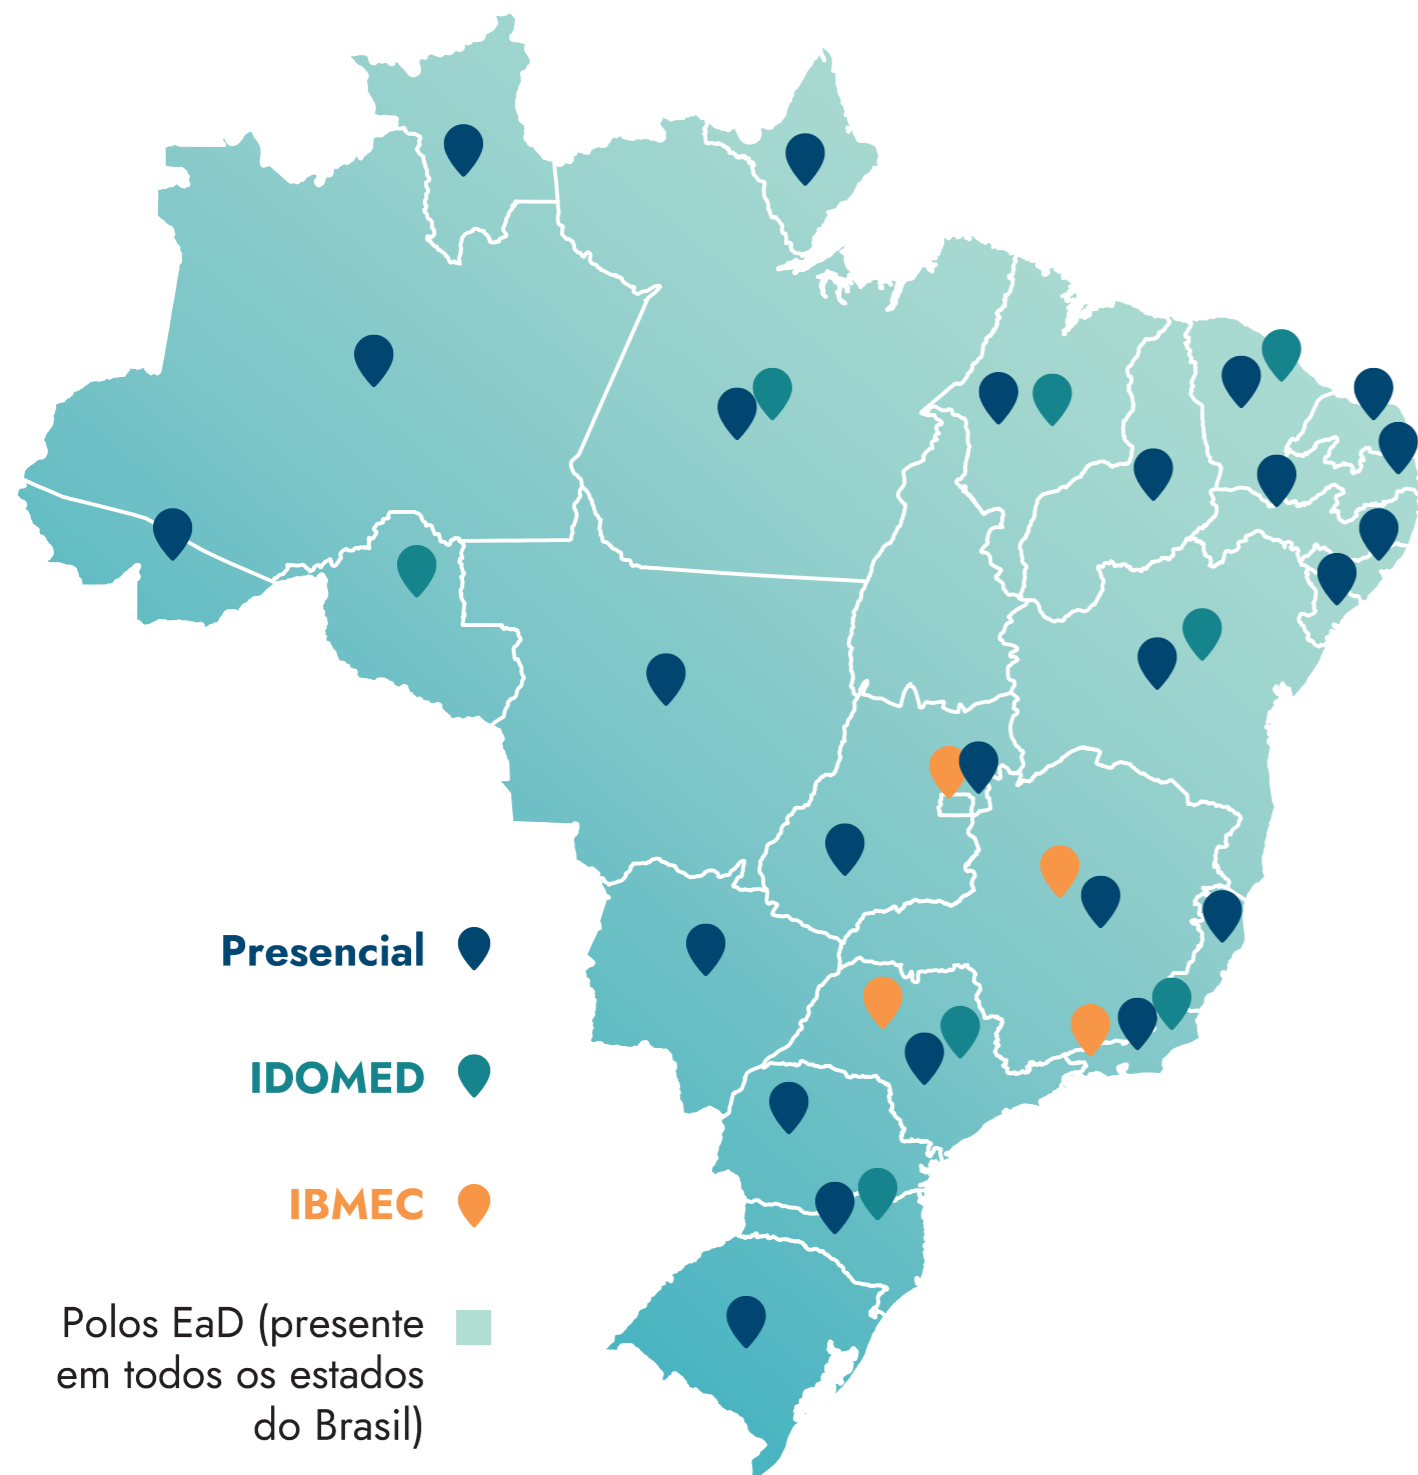 Presencial
IDOMED
IBMEC
Polos EaD (presente
em todos os estados
do Brasil)